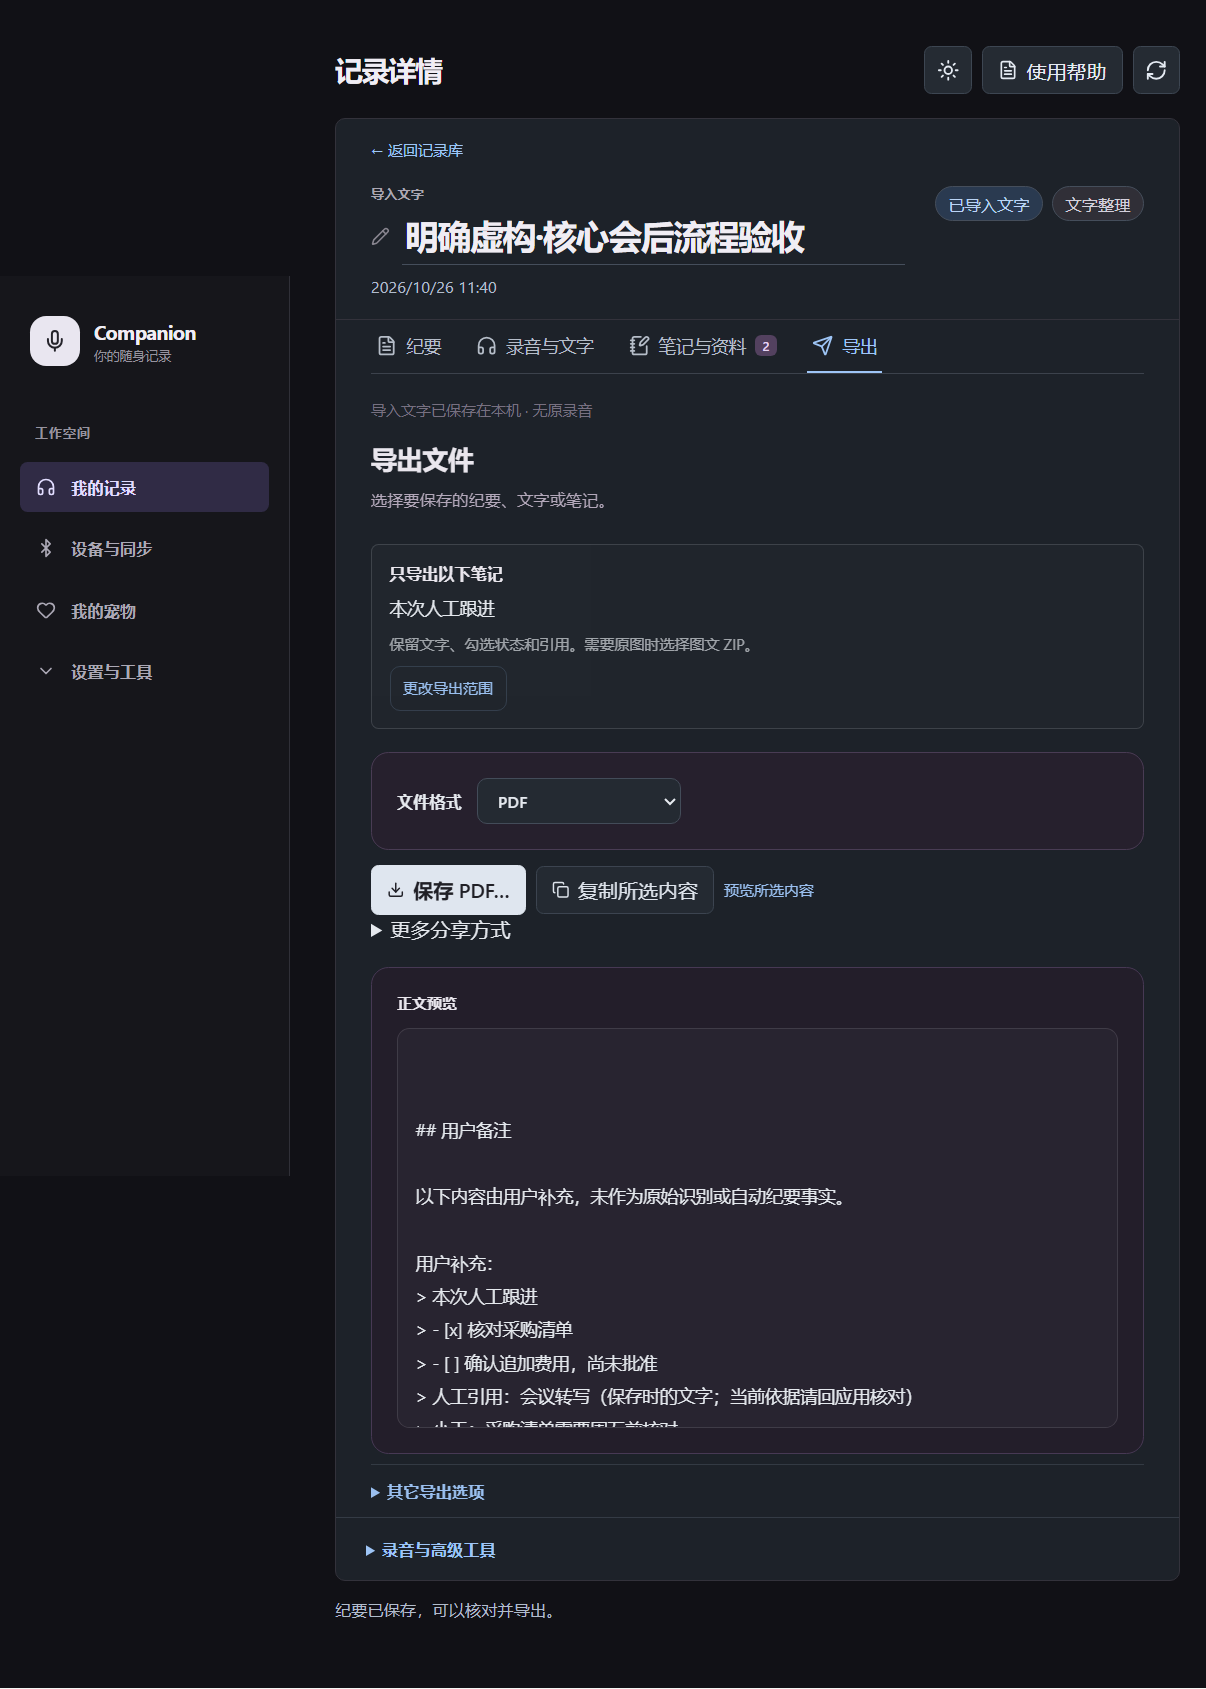 记录详情
使用帮助
← 返回记录库
导入文字
已导入文字
文字整理
明确虚构·核心会后流程验收
2026/10/26 11:40
Companion
你的随身记录
工作空间
我的记录
设备与同步
我的宠物
设置与工具
纪要
录音与文字
笔记与资料 2
导出
导入文字已保存在本机 · 无原录音
导出文件
选择要保存的纪要、文字或笔记。
只导出以下笔记
本次人工跟进
保留文字、勾选状态和引用。需要原图时选择图文 ZIP。
更改导出范围
文件格式
PDF
保存 PDF...
复制所选内容
预览所选内容
▶ 更多分享方式
正文预览
## 用户备注
以下内容由用户补充，未作为原始识别或自动纪要事实。
用户补充：
> 本次人工跟进
> - [x] 核对采购清单
> - [ ] 确认追加费用，尚未批准
> 人工引用：会议转写（保存时的文字；当前依据请回应用核对）
▶ 其它导出选项
▶ 录音与高级工具
纪要已保存，可以核对并导出。